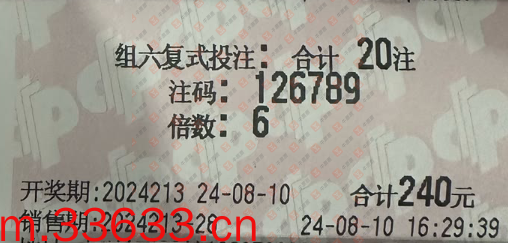 组六复式投注: 合计 20注
注码: 126789
倍数: 6
开奖期:2024213 24-08-10 合计240元
销售期:2024213-28 24-08-10 16:29:39
m.33633.cn